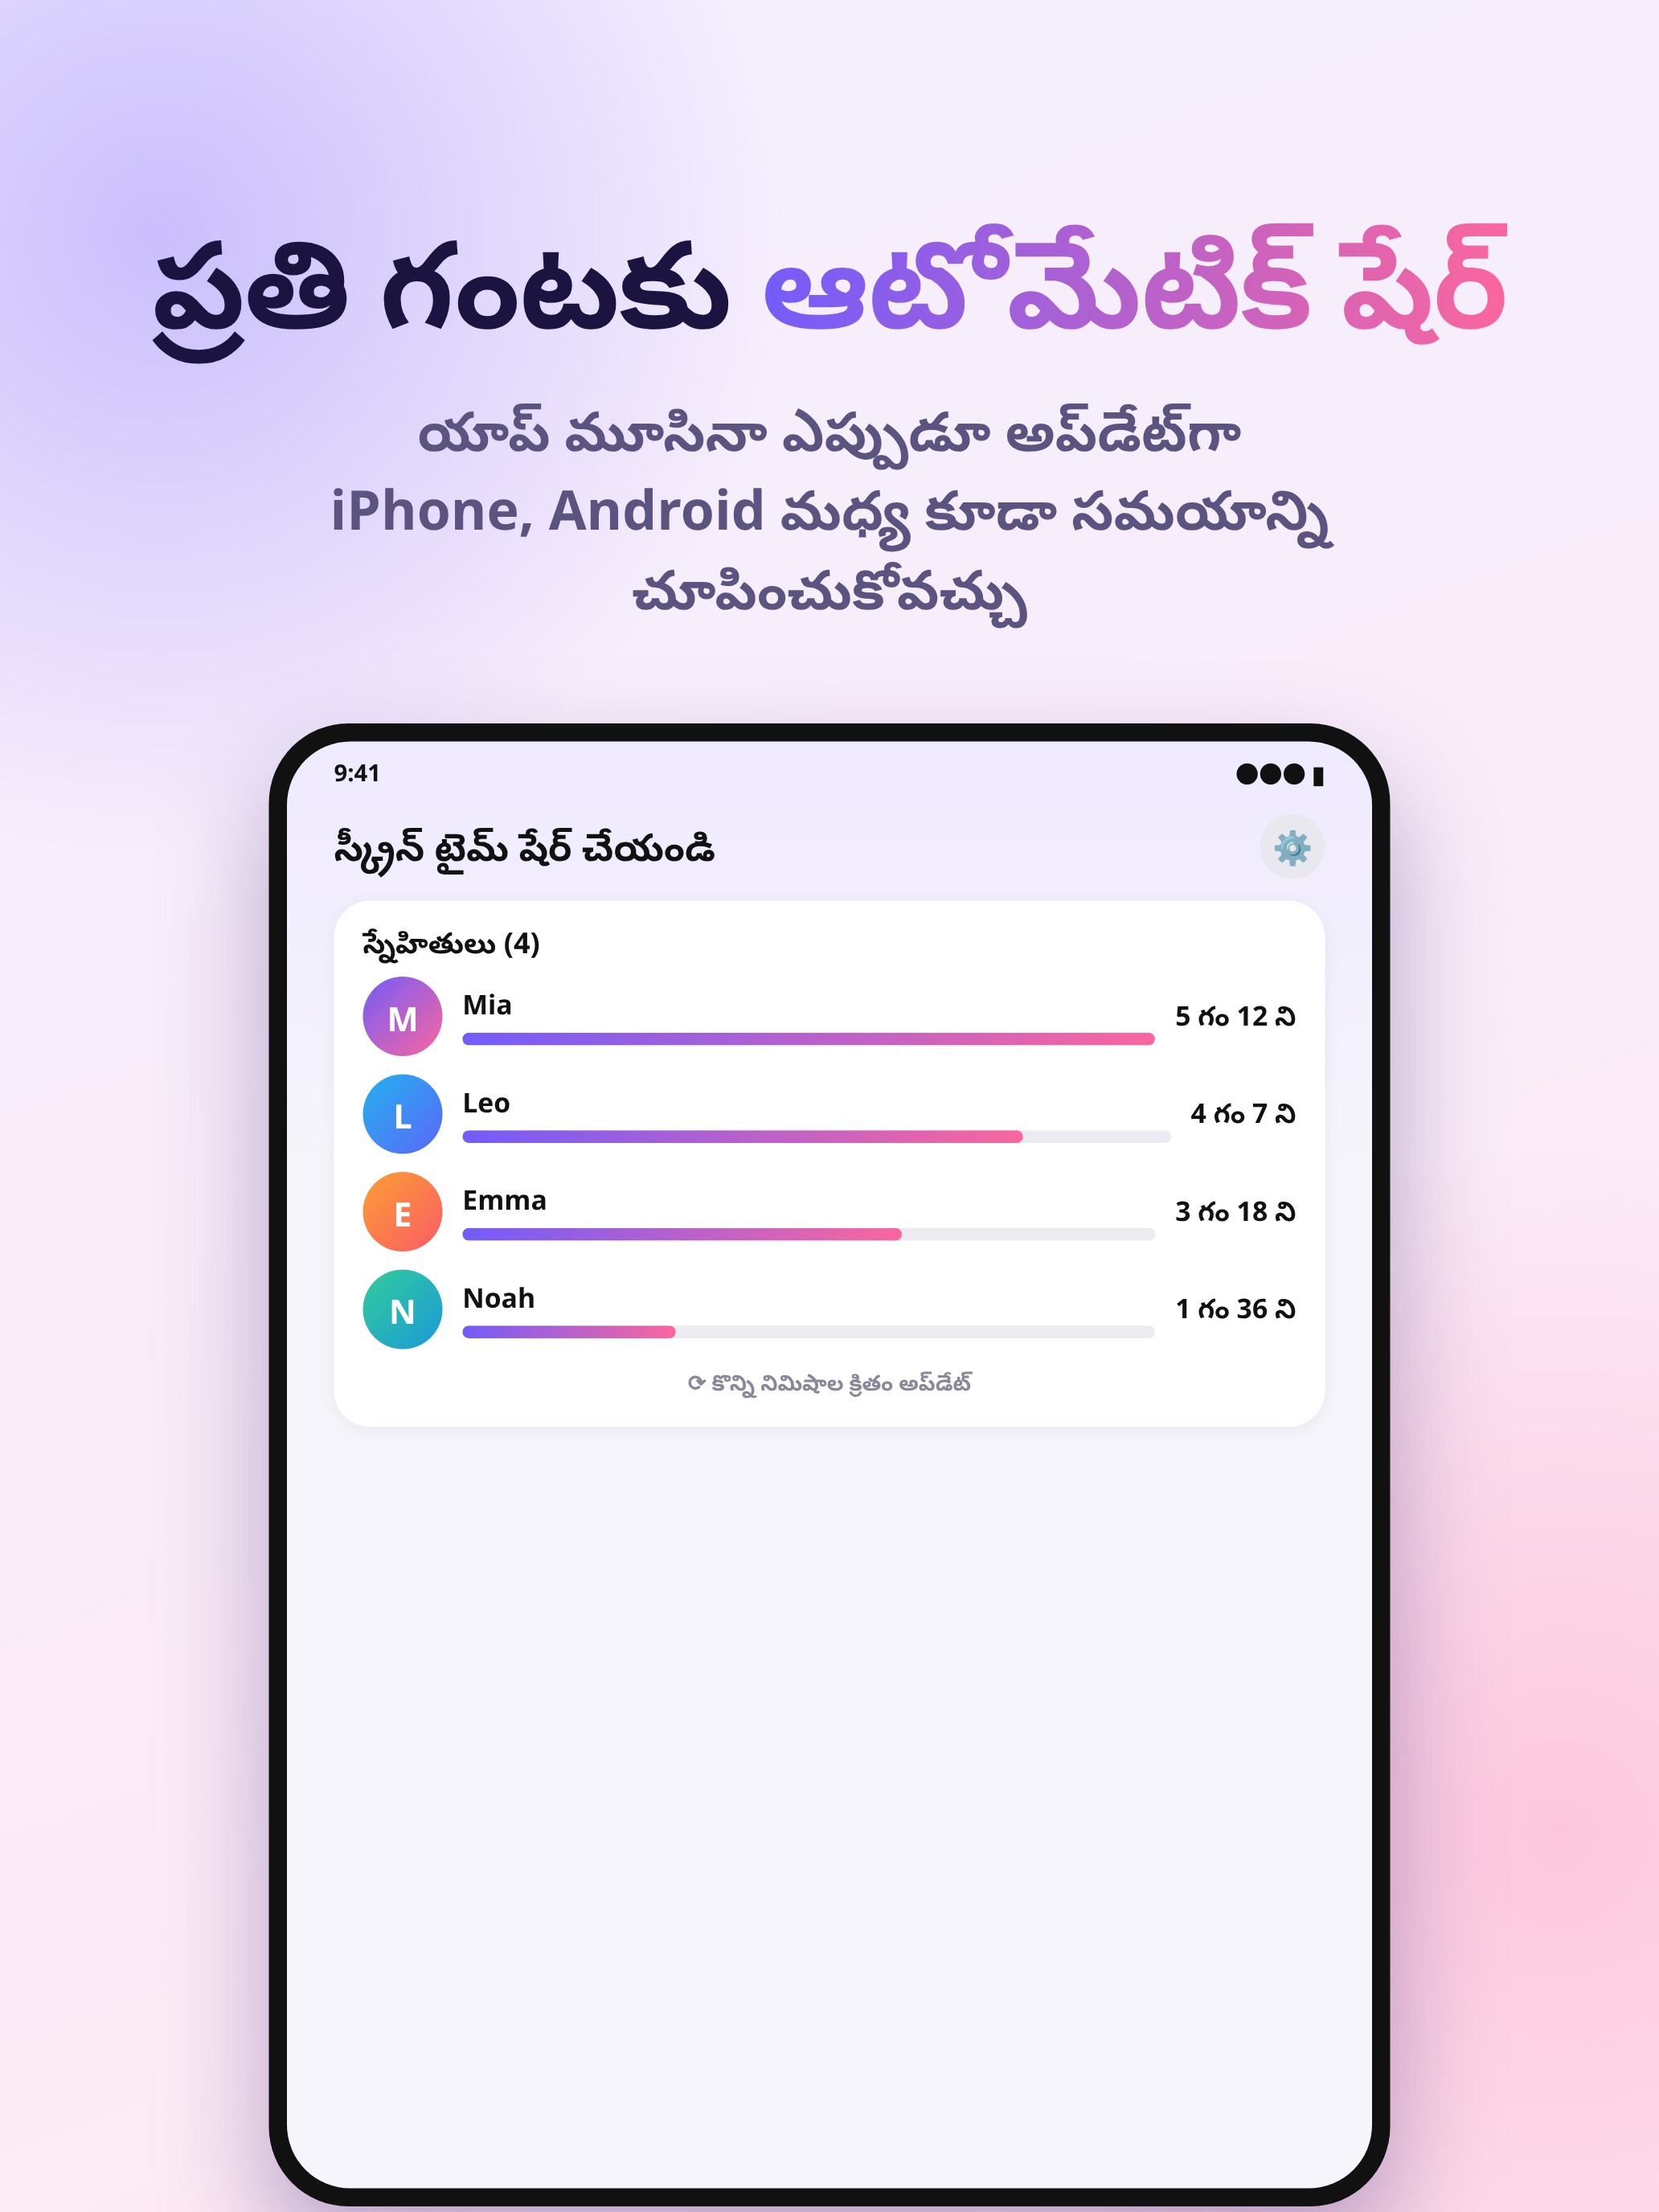 ప్రతి గంటకు ఆటోమేటిక్ షేర్
యాప్ మూసినా ఎప్పుడూ అప్‌డేట్‌గా
iPhone, Android మధ్య కూడా సమయాన్ని
చూపించుకోవచ్చు
9:41
స్క్రీన్ టైమ్ షేర్ చేయండి
స్నేహితులు (4)
M
Mia
5 గం 12 ని
L
Leo
4 గం 7 ని
E
Emma
3 గం 18 ని
N
Noah
1 గం 36 ని
⟳ కొన్ని నిమిషాల క్రితం అప్‌డేట్